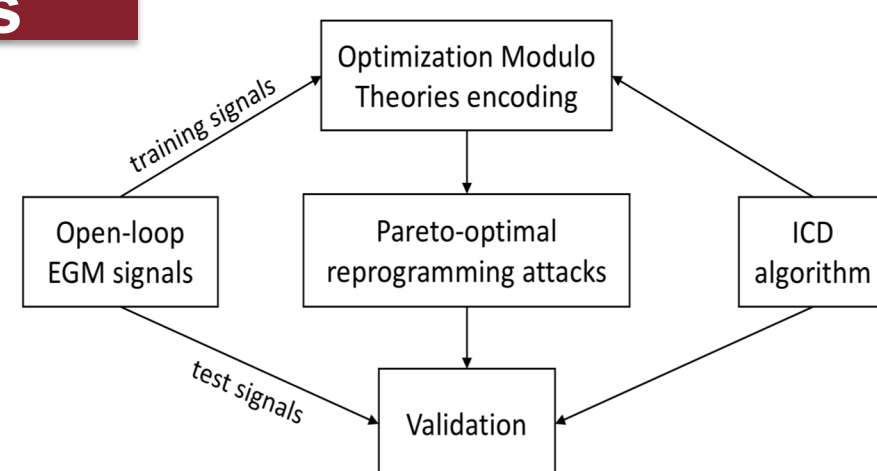 s
Optimization Modulo
Theories encoding
training signals
Open-loop
EGM signals
Pareto-optimal
reprogramming attacks
ICD
algorithm
test signals
Validation